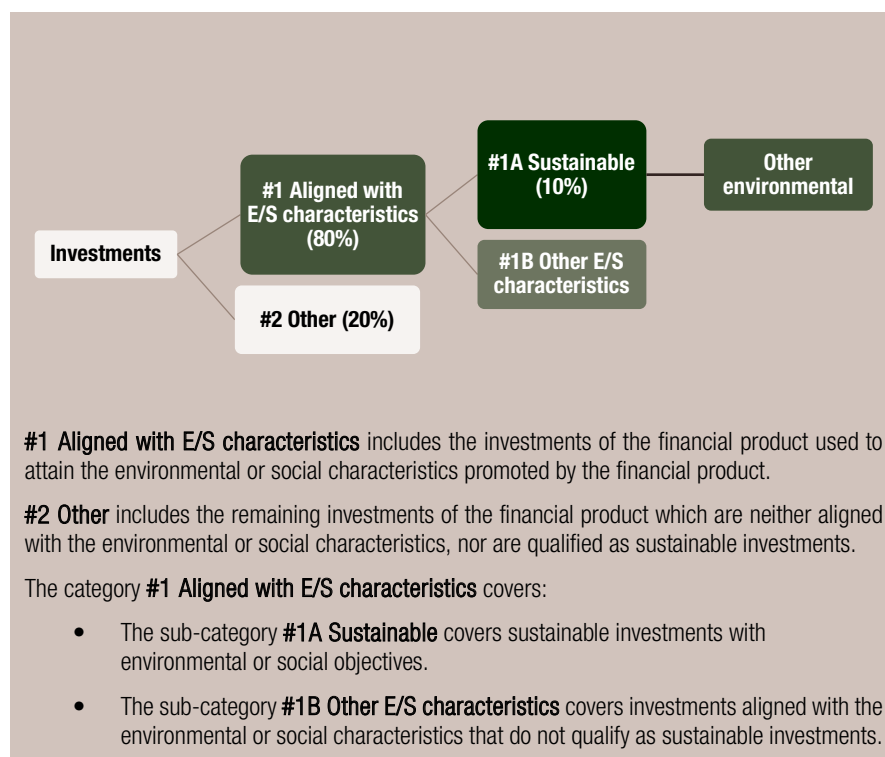 #1A Sustainable
(10%)
Other
environmental
#1 Aligned with
E/S characteristics
(80%)
Investments
#1B Other E/S
characteristics
#2 Other (20%)
#1 Aligned with E/S characteristics includes the investments of the financial product used to
attain the environmental or social characteristics promoted by the financial product.
#2 Other includes the remaining investments of the financial product which are neither aligned
with the environmental or social characteristics, nor are qualified as sustainable investments.
The category #1 Aligned with E/S characteristics covers:
• The sub-category #1A Sustainable covers sustainable investments with
environmental or social objectives.
• The sub-category #1B Other E/S characteristics covers investments aligned with the
environmental or social characteristics that do not qualify as sustainable investments.